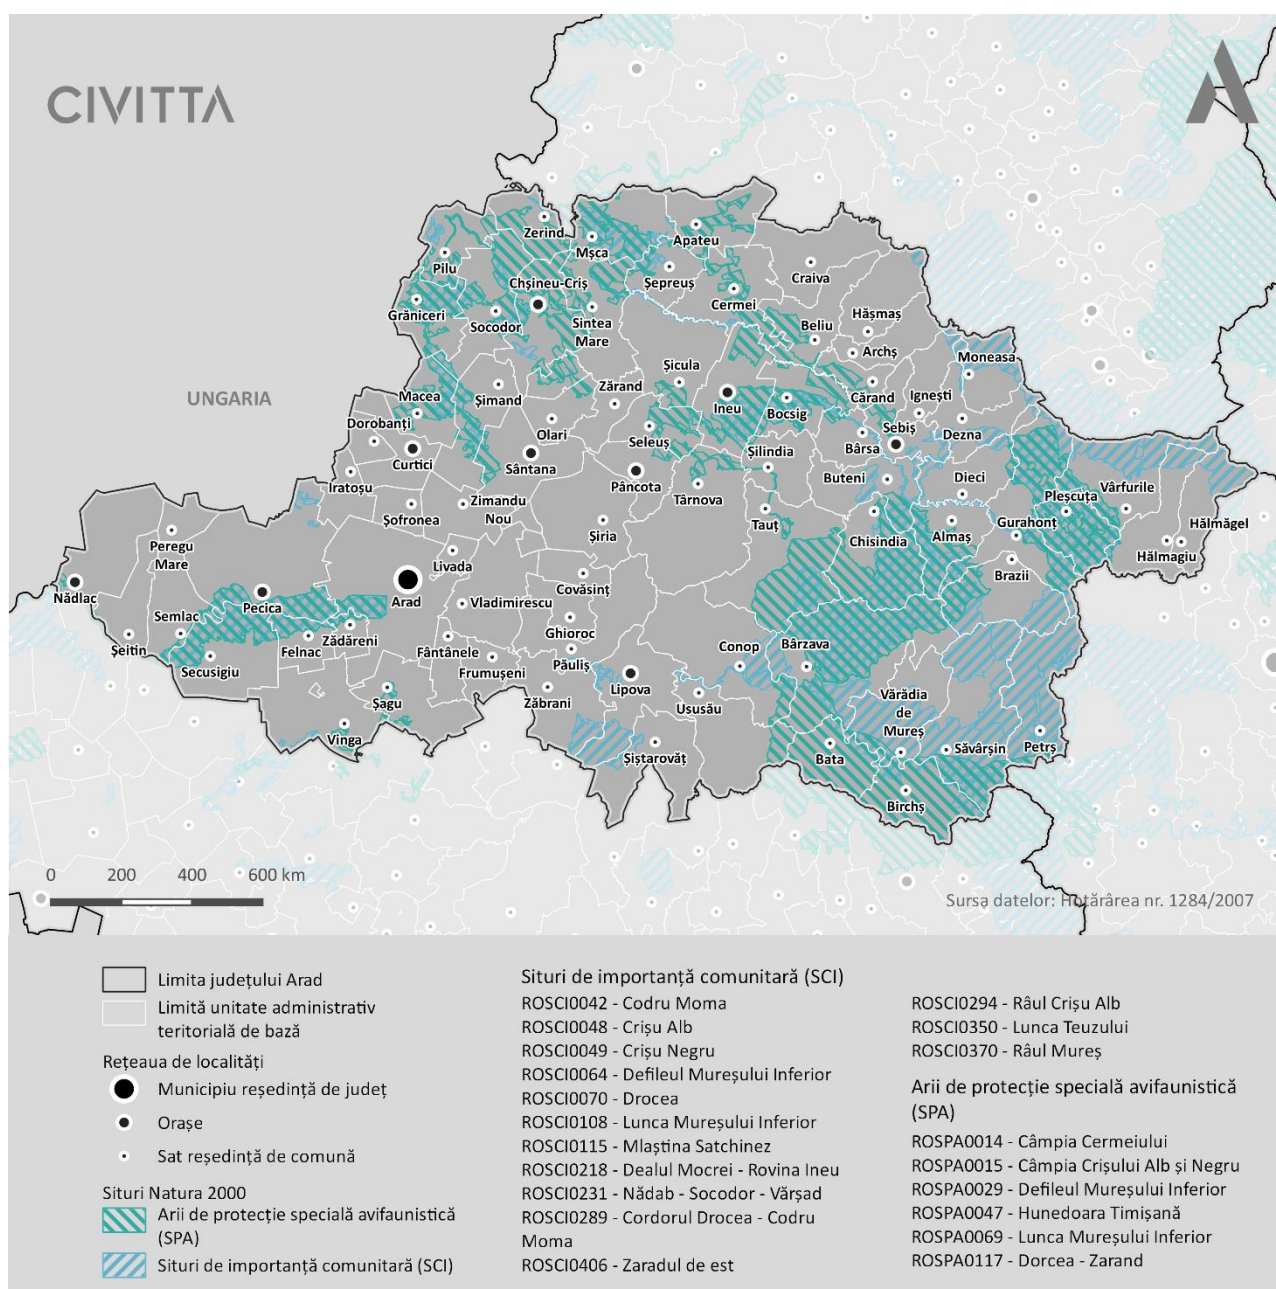 CIVITTA
Zerind
Mșca
Apateu
Pilu
Chșineu-Criș
Șepreuș
Craiva
Cermei
Grăniceri
Socodor
Sintea
Mare
Hășmaș
Beliu
Archș
Moneasa
Șicula
Zărand
Macea
Șimand
UNGARIA
Ineu
Bocsig
Cărand
Ignești
Dorobanți
Olari
Seleuș
Sebiș
Dezna
Bârsa
Curtici
Sântana
Șilindia
Iratoșu
Pâncota
Târnova
Buteni
Dieci
Pleșcuța
Vârfurile
Șofronea
Zimandu
Nou
Tauț
Gurahonț
Hălmăgel
Peregu
Mare
Șiria
Chisindia
Almaș
Hălmagiu
Livada
Brazii
Nădlac
Covăsinț
Pecica
Arad
Vladimirescu
Semlac
Zădăreni
Ghioroc
Șeitin
Felnac
Fântânele
Conop
Bârzava
Secusigiu
Frumușeni
Păuliș
Lipova
Șagu
Zăbrani
Ususău
Vărădia
de
Mureș
Vinga
Șiștarovăț
Bata
Săvârșin
Petrș
Birchș
0 200 400 600 km
Sursa datelor: Hotărârea nr. 1284/2007
Limita județului Arad
Limită unitate administrativ
teritorială de bază
Rețeaua de localități
Municipiu reședință de județ
Orașe
Sat reședință de comună
Situri Natura 2000
Arii de protecție specială avifaunistică
(SPA)
Situri de importanță comunitară (SCI)
Situri de importanță comunitară (SCI)
ROSCI0042 - Codru Moma
ROSCI0048 - Crișu Alb
ROSCI0049 - Crișu Negru
ROSCI0064 - Defileul Mureșului Inferior
ROSCI0070 - Drocea
ROSCI0108 - Lunca Mureșului Inferior
ROSCI0115 - Mlaștina Satchinez
ROSCI0218 - Dealul Mocrei - Rovina Ineu
ROSCI0231 - Nădab - Socodor - Vărșad
ROSCI0289 - Cordorul Drocea - Codru
Moma
ROSCI0406 - Zaradul de est
ROSCI0294 - Râul Crișu Alb
ROSCI0350 - Lunca Teuzului
ROSCI0370 - Râul Mureș
Arii de protecție specială avifaunistică
(SPA)
ROSPA0014 - Câmpia Cermeiului
ROSPA0015 - Câmpia Crișului Alb și Negru
ROSPA0029 - Defileul Mureșului Inferior
ROSPA0047 - Hunedoara Timișană
ROSPA0069 - Lunca Mureșului Inferior
ROSPA0117 - Dorcea - Zarand